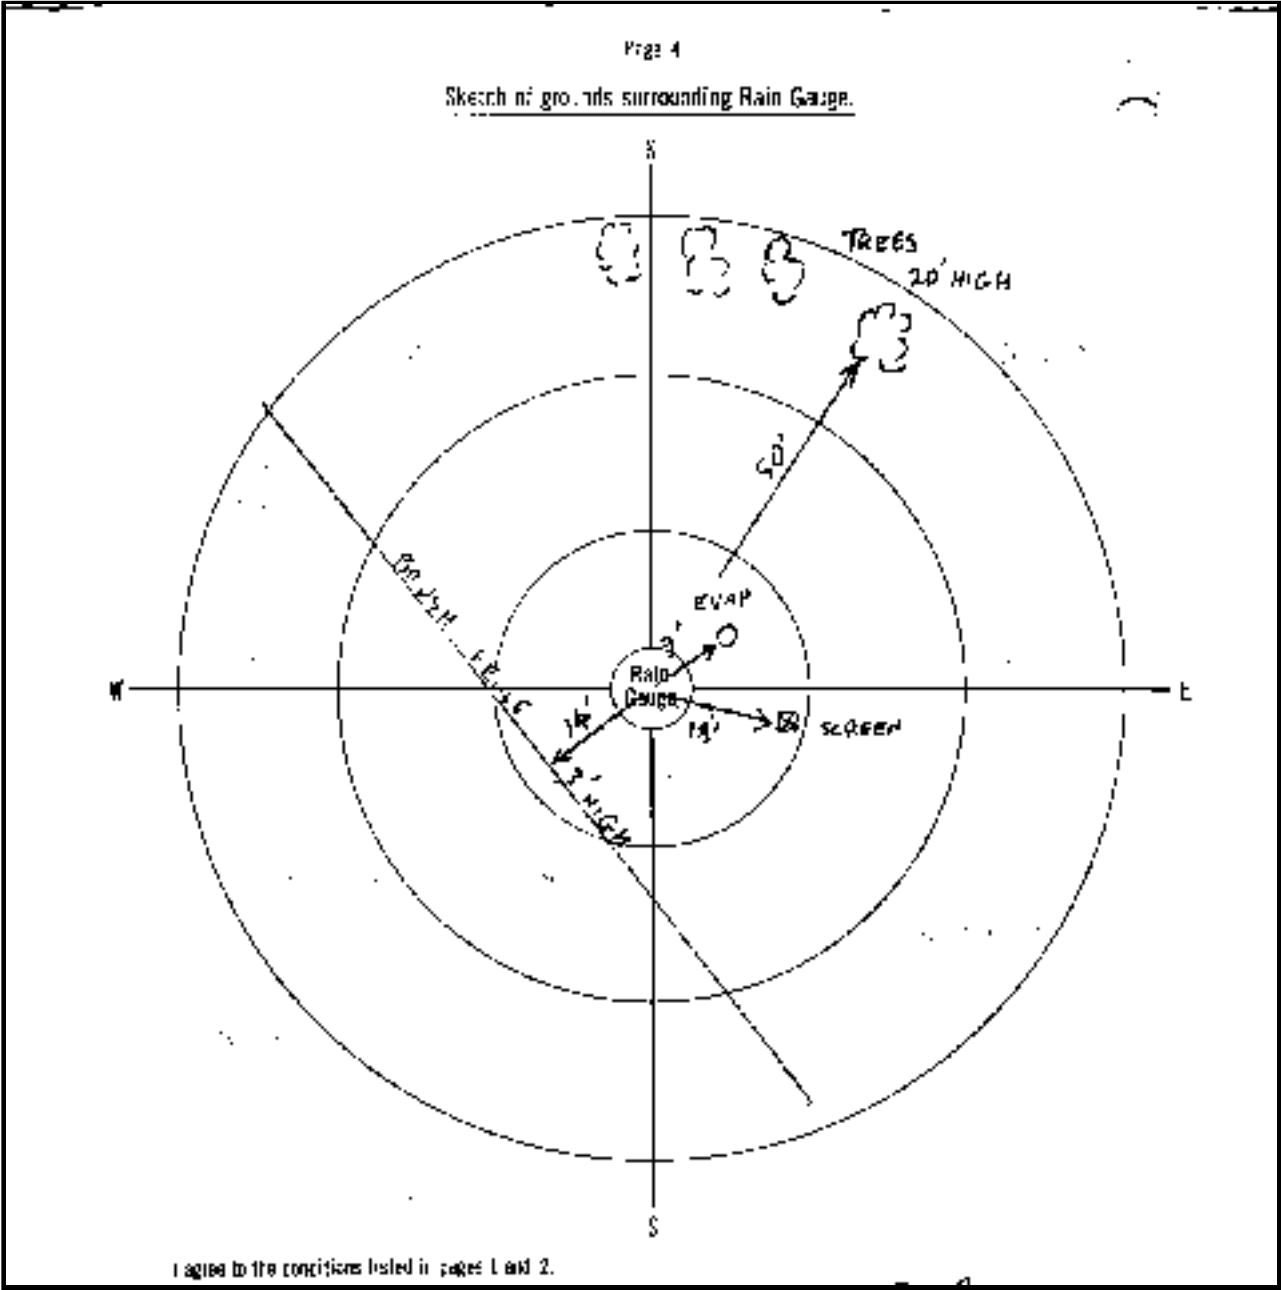 Page 4
Sketch of grounds surrounding Rain Gauge.
N
TREES
20' HIGH
EVAP
Rain
Gauge
W
E
SCREEN
3' HIGH
S
I agree to the conditions listed in pages 1 and 2.